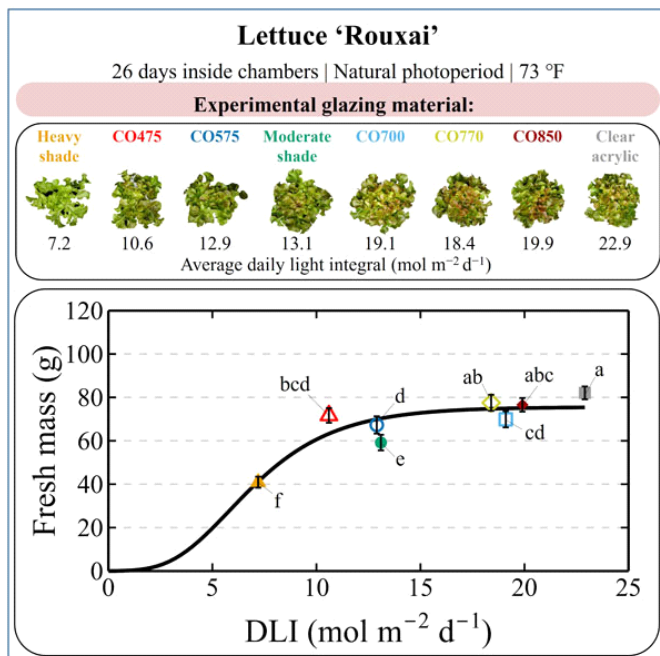 Lettuce ‘Rouxai’
26 days inside chambers | Natural photoperiod | 73 °F
Experimental glazing material:
Heavy shade CO475 CO575 Moderate shade CO700 CO770 CO850 Clear acrylic
7.2 10.6 12.9 13.1 19.1 18.4 19.9 22.9
Average daily light integral (mol m⁻² d⁻¹)
120
100
80
60
40
20
0
Fresh mass (g)
f
bcd
d
e
ab
abc
cd
a
0 5 10 15 20 25
DLI (mol m⁻² d⁻¹)